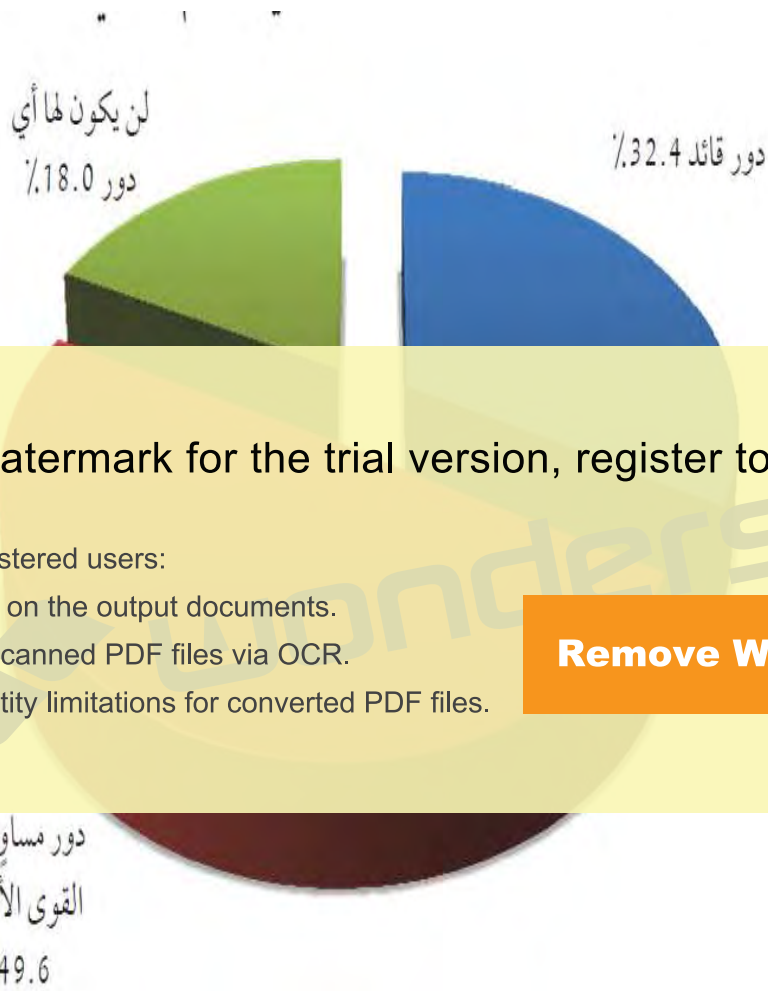 لن يكون لها أي
دور 18.0٪
دور قائد 32.4٪
atermark for the trial version, register to
stered users:
on the output documents.
canned PDF files via OCR.
tity limitations for converted PDF files.
Remove W
wonders
دور مساوٍ
القوى الأ
49.6